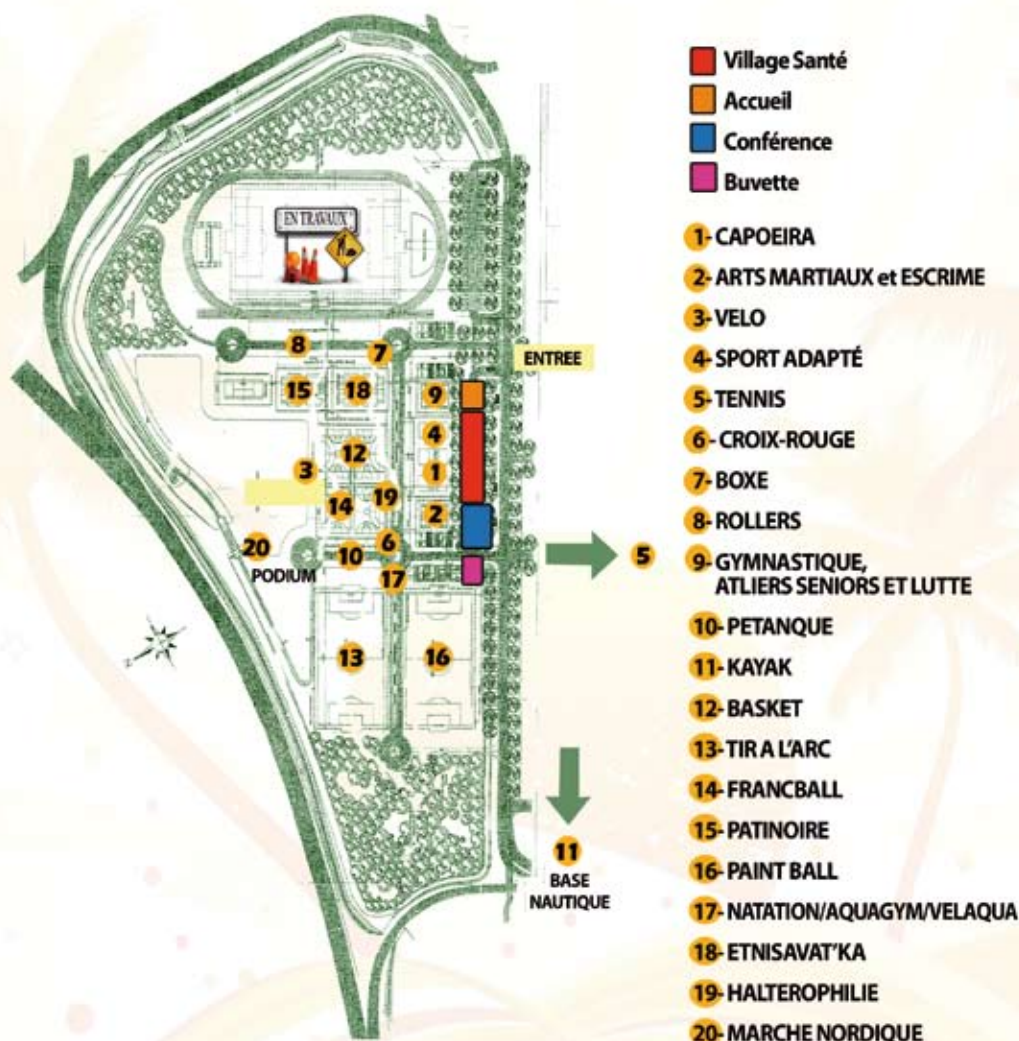 Village Santé
Accueil
Conférence
Buvette
1- CAPOEIRA
2- ARTS MARTIAUX et ESCRIME
3- VELO
4- SPORT ADAPTÉ
5- TENNIS
6- CROIX-ROUGE
7- BOXE
8- ROLLERS
9- GYMNASTIQUE,
ATLIERS SENIORS ET LUTTE
10- PETANQUE
11- KAYAK
12- BASKET
13- TIR A L'ARC
14- FRANCBALL
15- PATINOIRE
16- PAINT BALL
17- NATATION/AQUAGYM/VELAQUA
18- ETNISAVAT'KA
19- HALTEROPHILIE
20- MARCHE NORDIQUE
EN TRAVAUX
8
7
ENTREE
15
18
9
4
12
3
1
19
14
2
6
20
10
5
PODIUM
17
13
16
11
BASE
NAUTIQUE